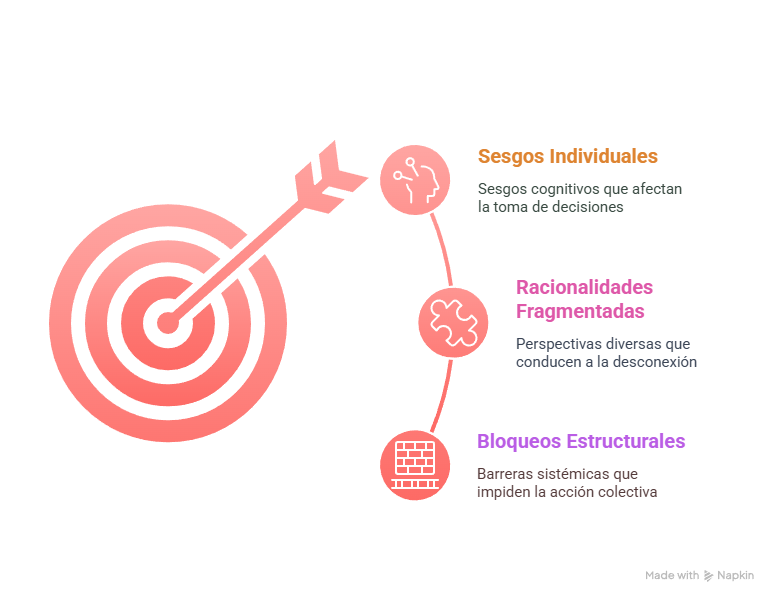 Sesgos Individuales
Sesgos cognitivos que afectan
la toma de decisiones
Racionalidades
Fragmentadas
Perspectivas diversas que
conducen a la desconexión
Bloqueos Estructurales
Barreras sistémicas que
impiden la acción colectiva
Made with Napkin